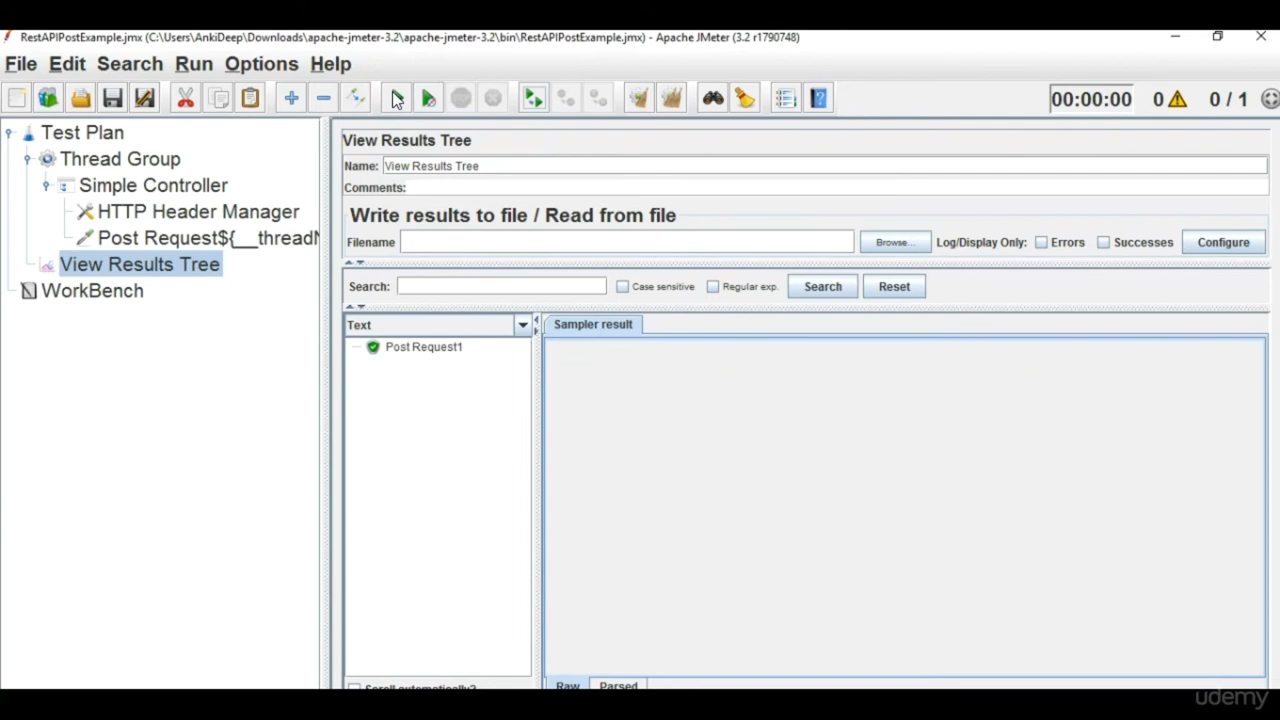 RestAPIPostExample.jmx (C:\Users\AnkiDeep\Downloads\apache-jmeter-3.2\apache-jmeter-3.2\bin\RestAPIPostExample.jmx) - Apache JMeter (3.2 r1790748)
File Edit Search Run Options Help
00:00:00 0 0 / 1
Test Plan
Thread Group
Simple Controller
HTTP Header Manager
Post Request${__thread
View Results Tree
WorkBench
View Results Tree
Name: View Results Tree
Comments:
Write results to file / Read from file
Filename Browse... Log/Display Only: Errors Successes Configure
Search: Case sensitive Regular exp. Search Reset
Text Sampler result
Post Request1
Scroll automatically?
Raw Parsed
udemy